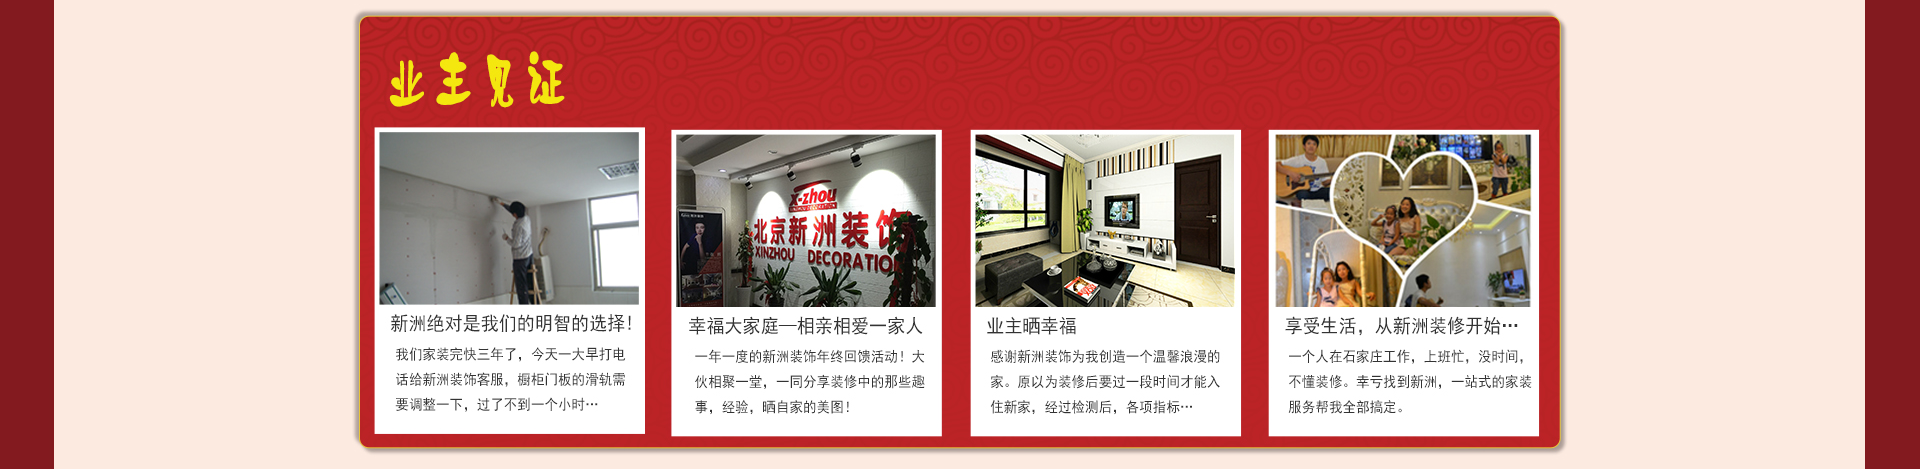 业主见证
X-zhou
北京新洲装饰
XINZHOU DECORATION
新洲绝对是我们的明智的选择！
我们家装完快三年了，今天一大早打电
话给新洲装饰客服，橱柜门板的滑轨需
要调整一下，过了不到一个小时…
幸福大家庭—相亲相爱一家人
一年一度的新洲装饰年终回馈活动！大
伙相聚一堂，一同分享装修中的那些趣
事，经验，晒自家的美图！
业主晒幸福
感谢新洲装饰为我创造一个温馨浪漫的
家。原以为装修后要过一段时间才能入
住新家，经过检测后，各项指标…
享受生活，从新洲装修开始…
一个人在石家庄工作，上班忙，没时间，
不懂装修。幸亏找到新洲，一站式的家装
服务帮我全部搞定。